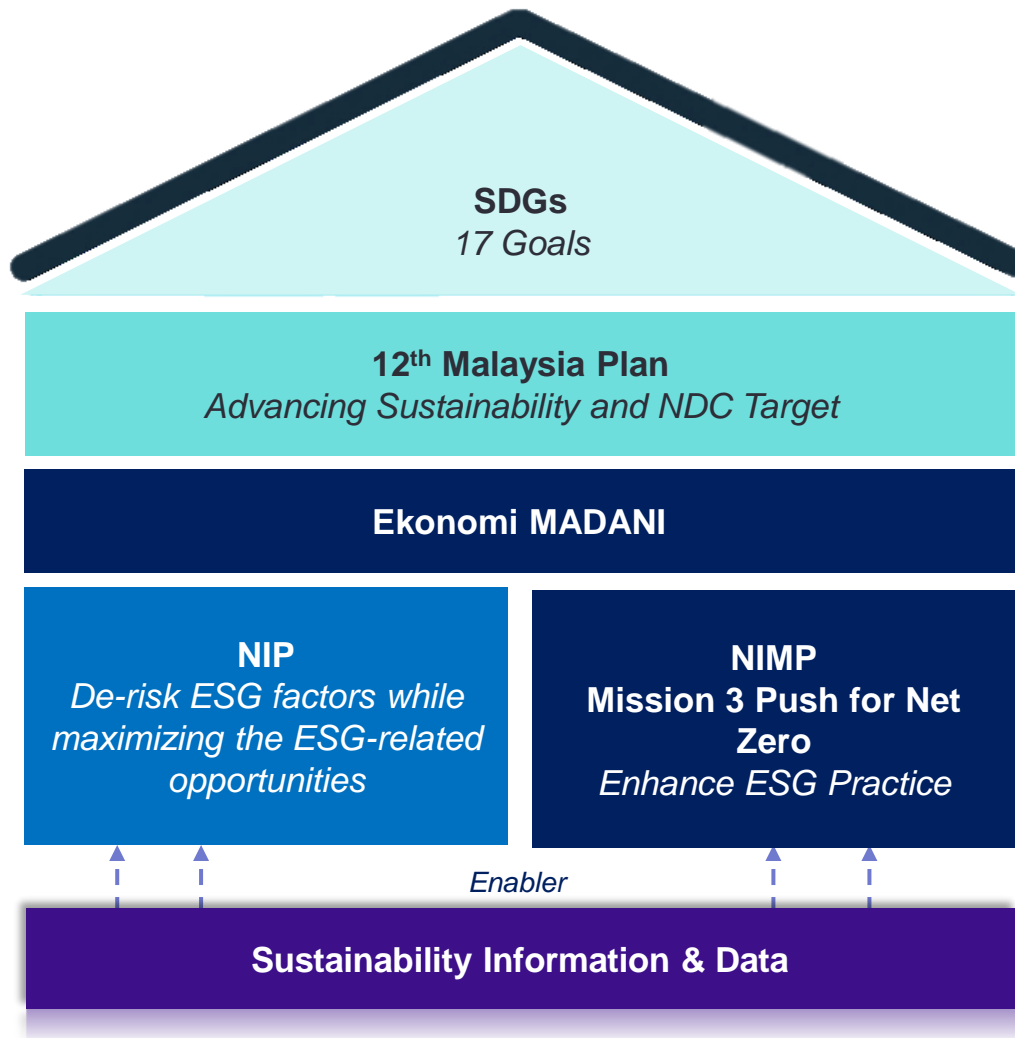 SDGs
17 Goals
12th Malaysia Plan
Advancing Sustainability and NDC Target
Ekonomi MADANI
NIP
De-risk ESG factors while
maximizing the ESG-related
opportunities
NIMP
Mission 3 Push for Net
Zero
Enhance ESG Practice
Enabler
Sustainability Information & Data